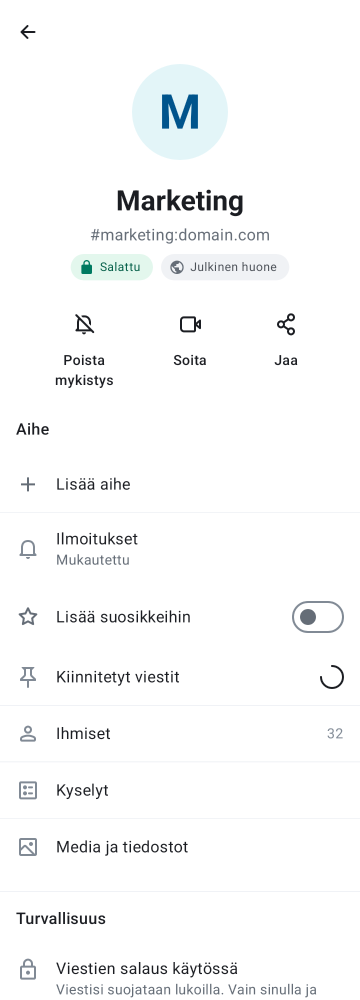 M
Marketing
#marketing:domain.com
Salattu
Julkinen huone
Poista
mykistys
Soita
Jaa
Aihe
Lisää aihe
Ilmoitukset
Mukautettu
Lisää suosikkeihin
Kiinnitetyt viestit
Ihmiset
32
Kyselyt
Media ja tiedostot
Turvallisuus
Viestien salaus käytössä
Viestisi suojataan lukoilla. Vain sinulla ja